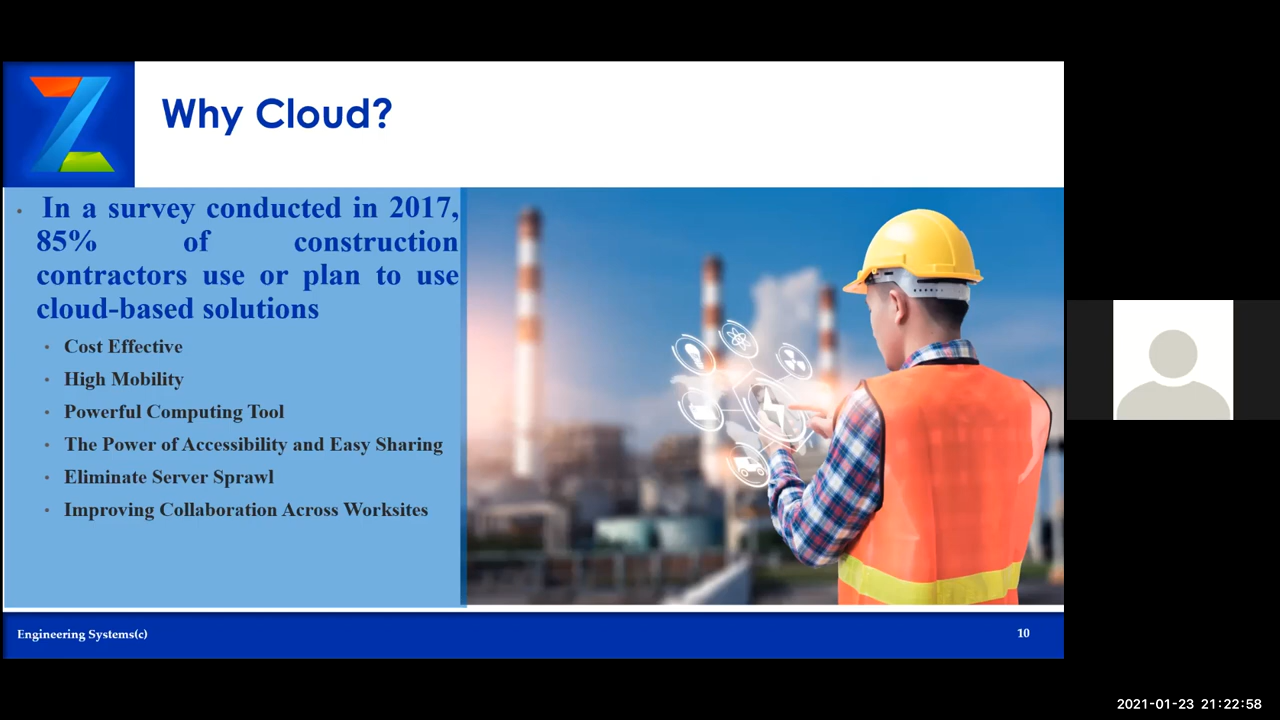 Why Cloud?
• In a survey conducted in 2017,
85% of construction
contractors use or plan to use
cloud-based solutions
• Cost Effective
• High Mobility
• Powerful Computing Tool
• The Power of Accessibility and Easy Sharing
• Eliminate Server Sprawl
• Improving Collaboration Across Worksites
Engineering Systems(c)
10
2021-01-23 21:22:58